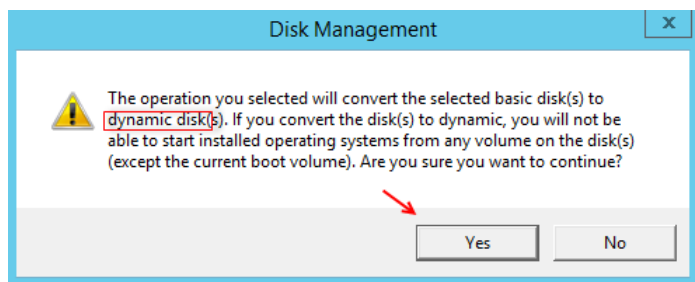 Disk Management
x
The operation you selected will convert the selected basic disk(s) to
dynamic disk(s). If you convert the disk(s) to dynamic, you will not be
able to start installed operating systems from any volume on the disk(s)
(except the current boot volume). Are you sure you want to continue?
Yes No